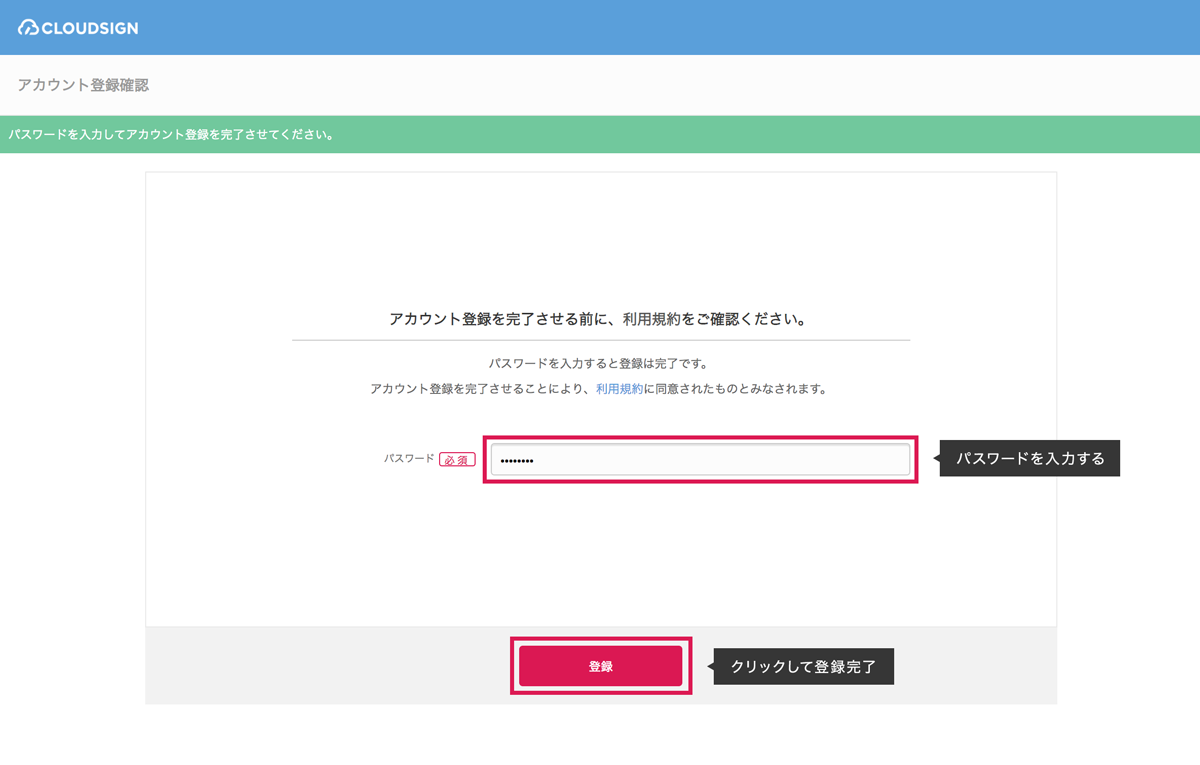 CLOUDSIGN
アカウント登録確認
パスワードを入力してアカウント登録を完了させてください。
アカウント登録を完了させる前に、利用規約をご確認ください。
パスワードを入力すると登録は完了です。
アカウント登録を完了させることにより、利用規約に同意されたものとみなされます。
パスワード 必須 ••••••••
パスワードを入力する
登録
クリックして登録完了